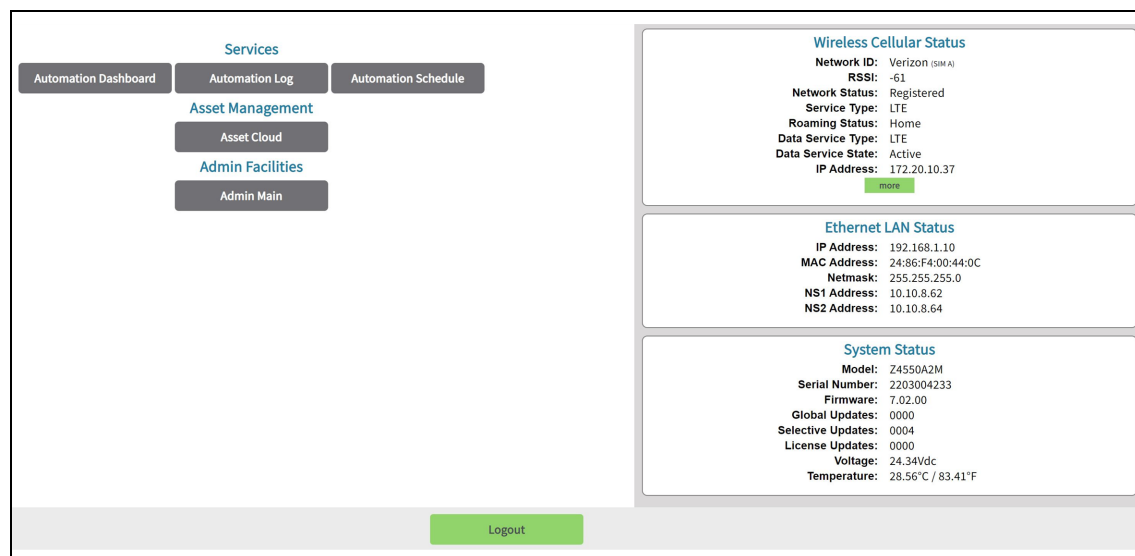 Services
Automation Dashboard Automation Log Automation Schedule
Asset Management
Asset Cloud
Admin Facilities
Admin Main
Wireless Cellular Status
Network ID: Verizon (SIM A)
RSSI: -61
Network Status: Registered
Service Type: LTE
Roaming Status: Home
Data Service Type: LTE
Data Service State: Active
IP Address: 172.20.10.37
more
Ethernet LAN Status
IP Address: 192.168.1.10
MAC Address: 24:86:F4:00:44:0C
Netmask: 255.255.255.0
NS1 Address: 10.10.8.62
NS2 Address: 10.10.8.64
System Status
Model: Z4550A2M
Serial Number: 2203004233
Firmware: 7.02.00
Global Updates: 0000
Selective Updates: 0004
License Updates: 0000
Voltage: 24.34Vdc
Temperature: 28.56°C / 83.41°F
Logout